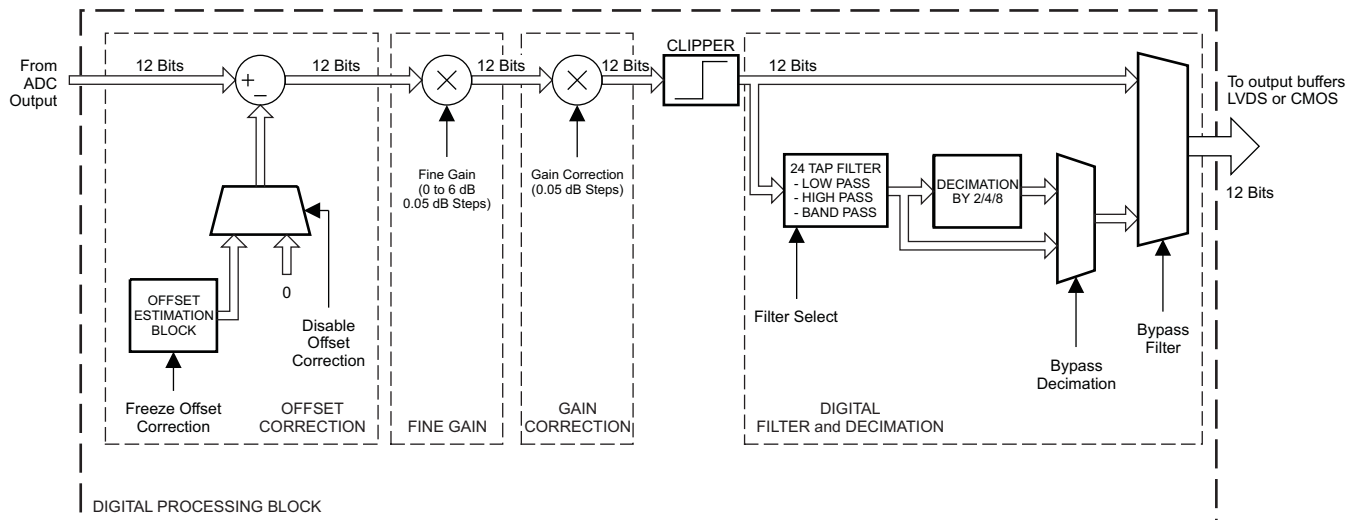 From
ADC
Output
12 Bits
+
−
12 Bits
12 Bits
12 Bits
CLIPPER
12 Bits
To output buffers
LVDS or CMOS
12 Bits
Fine Gain
(0 to 6 dB
0.05 dB Steps)
Gain Correction
(0.05 dB Steps)
24 TAP FILTER
- LOW PASS
- HIGH PASS
- BAND PASS
DECIMATION
BY 2/4/8
0
OFFSET
ESTIMATION
BLOCK
Disable
Offset
Correction
Filter Select
Bypass
Filter
Bypass
Decimation
Freeze Offset
Correction
OFFSET
CORRECTION
FINE GAIN
GAIN
CORRECTION
DIGITAL
FILTER and DECIMATION
DIGITAL PROCESSING BLOCK